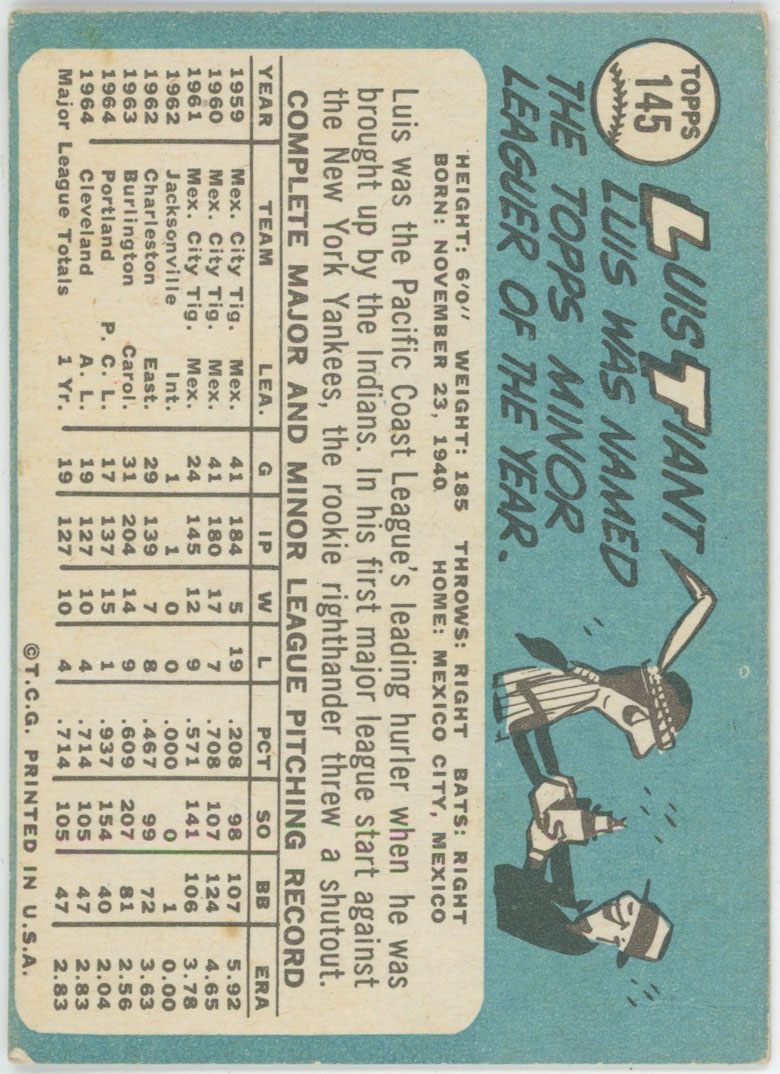 TOPPS
145
LUIS TIANT
LUIS WAS NAMED
THE TOPPS MINOR
LEAGUER OF THE YEAR.
HEIGHT: 6'0" WEIGHT: 185 THROWS: RIGHT BATS: RIGHT
BORN: NOVEMBER 23, 1940 HOME: MEXICO CITY, MEXICO
Luis was the Pacific Coast League's leading hurler when he was
brought up by the Indians. In his first major league start against
the New York Yankees, the rookie righthander threw a shutout.
COMPLETE MAJOR AND MINOR LEAGUE PITCHING RECORD
YEAR TEAM LEA. G IP W L PCT SO BB ERA
1959 Mex. City Tig. Mex. 41 184 5 19 .208 98 107 5.92
1960 Mex. City Tig. Mex. 41 180 17 7 .708 107 124 4.65
1961 Mex. City Tig. Mex. 24 145 12 9 .571 141 106 3.78
1962 Jacksonville Int. 1 1 0 0 .000 0 1 0.00
1962 Charleston East. 29 139 7 8 .467 99 72 3.63
1963 Burlington Carol. 31 204 14 9 .609 207 81 2.56
1964 Portland P. C. L. 17 137 15 1 .937 154 40 2.04
1964 Cleveland A. L. 19 127 10 4 .714 105 47 2.83
Major League Totals 1 Yr. 19 127 10 4 .714 105 47 2.83
©T.C.G. PRINTED IN U.S.A.